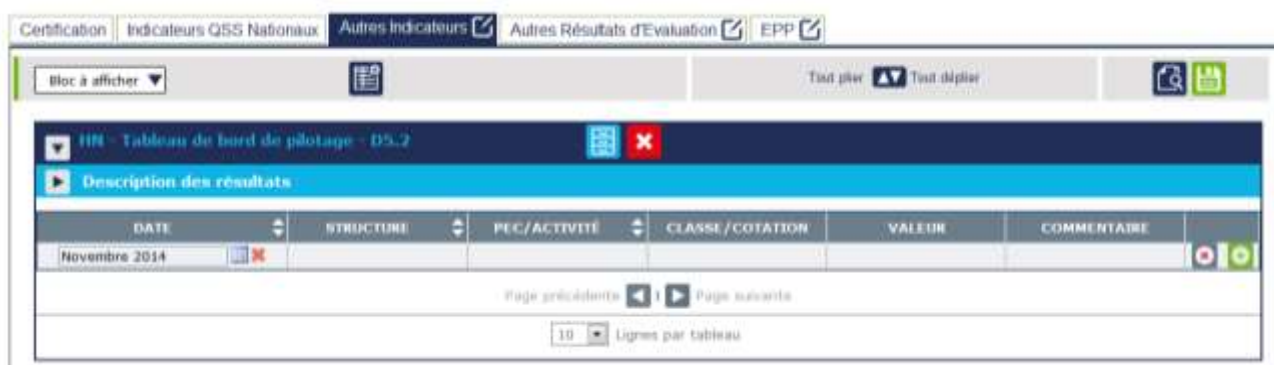 Certification Indicateurs QSS Nationaux Autres Indicateurs Autres Résultats d'Evaluation EPP
Bloc à afficher Tout plier Tout déplier
HN - Tableau de bord de pilotage - D5.2
Description des résultats
DATE STRUCTURE PEC/ACTIVITÉ CLASSE/COTATION VALEUR COMMENTAIRE
Novembre 2014
Page précédente 1 Page suivante
10 Lignes par tableau